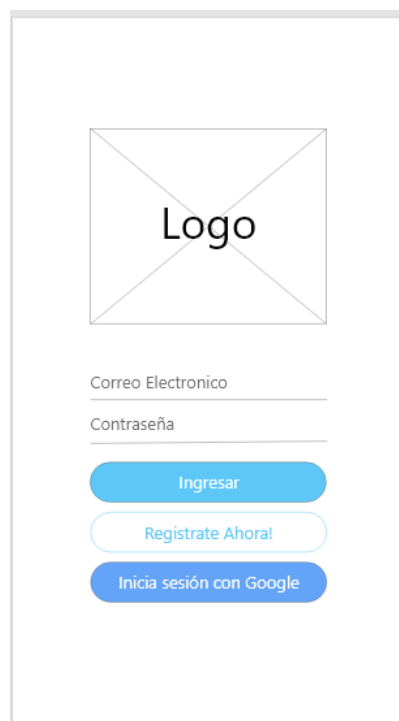 Logo
Correo Electronico
Contraseña
Ingresar
Registrate Ahora!
Inicia sesión con Google